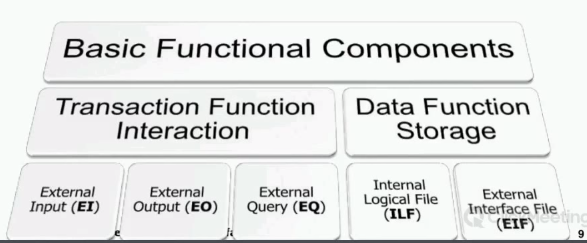 Basic Functional Components
Transaction Function
Interaction
Data Function
Storage
External
Input (EI)
External
Output (EO)
External
Query (EQ)
Internal
Logical File
(ILF)
External
Interface File
(EIF)
9